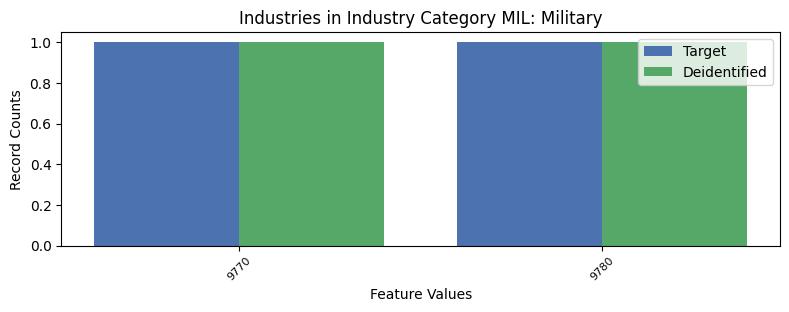 Industries in Industry Category MIL: Military
Target
Deidentified
Record Counts
1.0
0.8
0.6
0.4
0.2
0.0
9770
9780
Feature Values